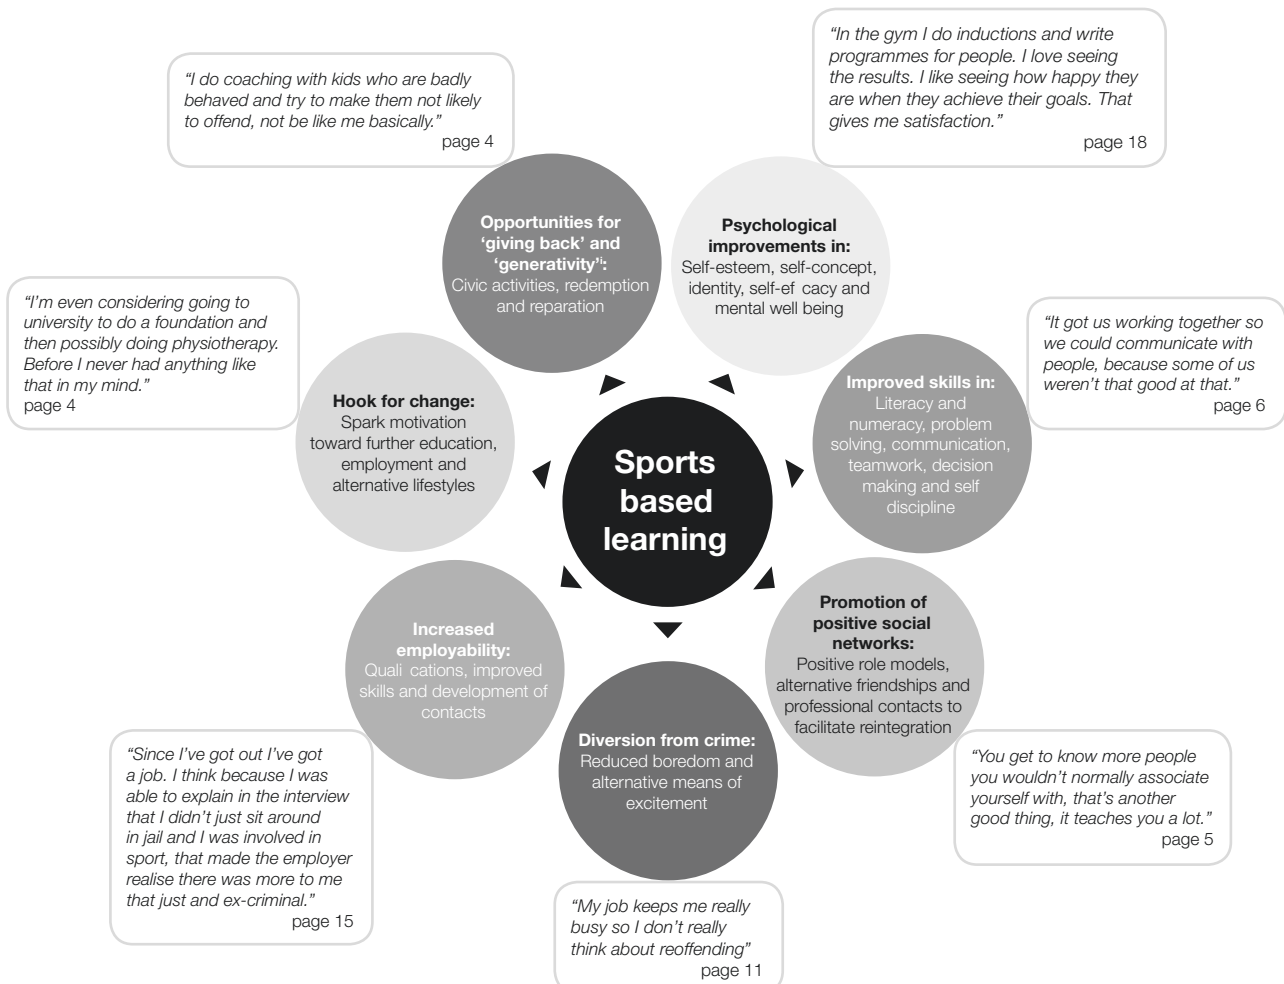 “I do coaching with kids who are badly
behaved and try to make them not likely
to offend, not be like me basically.”
page 4
“In the gym I do inductions and write
programmes for people. I love seeing
the results. I like seeing how happy they
are when they achieve their goals. That
gives me satisfaction.”
page 18
Opportunities for
‘giving back’ and
‘generativity’i:
Civic activities, redemption
and reparation
Psychological
improvements in:
Self-esteem, self-concept,
identity, self-ef cacy and
mental well being
“I’m even considering going to
university to do a foundation and
then possibly doing physiotherapy.
Before I never had anything like
that in my mind.”
page 4
“It got us working together so
we could communicate with
people, because some of us
weren’t that good at that.”
page 6
Hook for change:
Spark motivation
toward further education,
employment and
alternative lifestyles
Sports
based
learning
Improved skills in:
Literacy and
numeracy, problem
solving, communication,
teamwork, decision
making and self
discipline
Increased
employability:
Quali cations, improved
skills and development of
contacts
Promotion of
positive social
networks:
Positive role models,
alternative friendships and
professional contacts to
facilitate reintegration
Diversion from crime:
Reduced boredom and
alternative means of
excitement
“Since I’ve got out I’ve got
a job. I think because I was
able to explain in the interview
that I didn’t just sit around
in jail and I was involved in
sport, that made the employer
realise there was more to me
that just and ex-criminal.”
page 15
“You get to know more people
you wouldn’t normally associate
yourself with, that’s another
good thing, it teaches you a lot.”
page 5
“My job keeps me really
busy so I don’t really
think about reoffending”
page 11